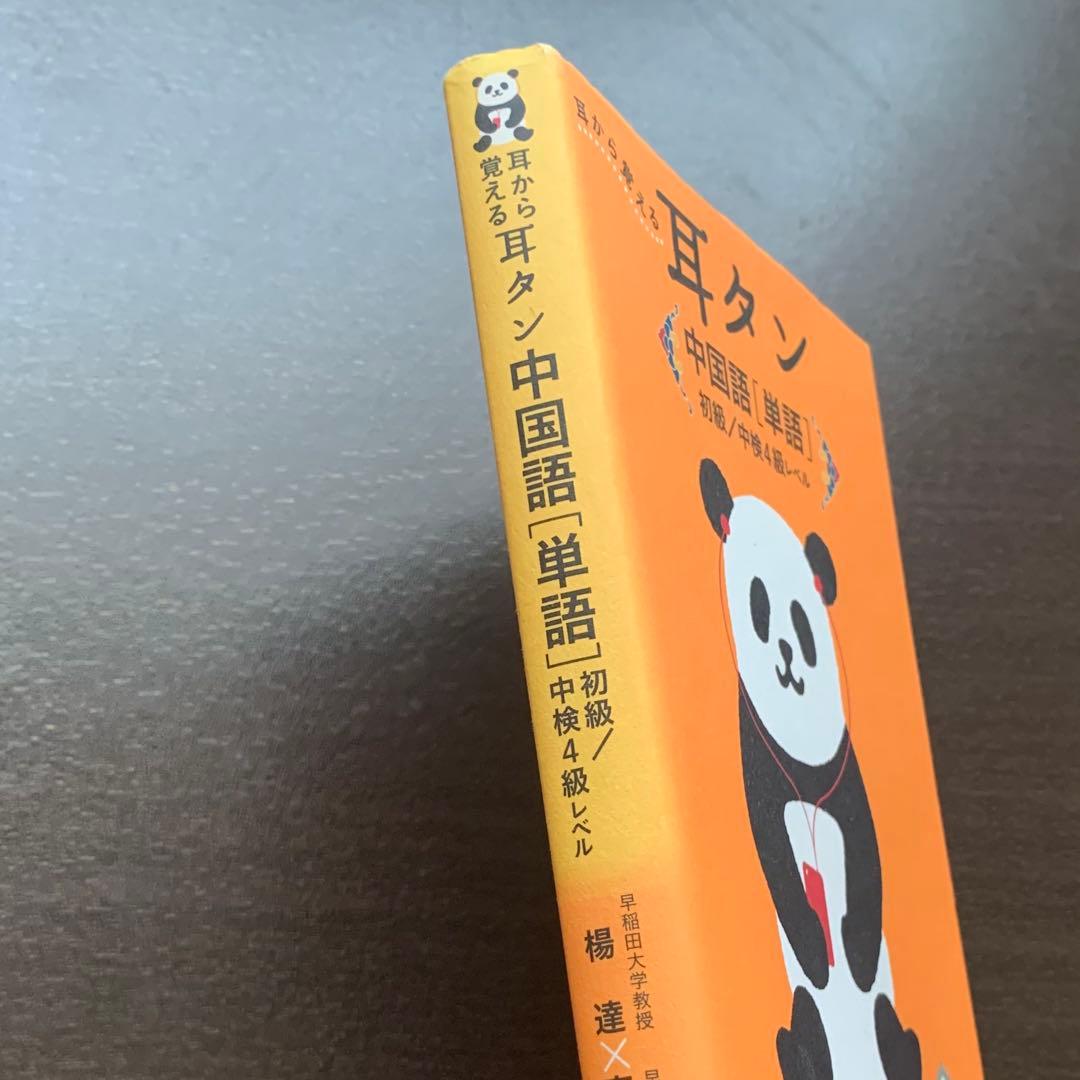 耳から
覚える
耳タン
中国語[単語]
初級/
中検4級レベル
早稲田大学教授
楊達×
早
耳から覚える
耳タン
中国語[単語]
初級/中検4級レベル